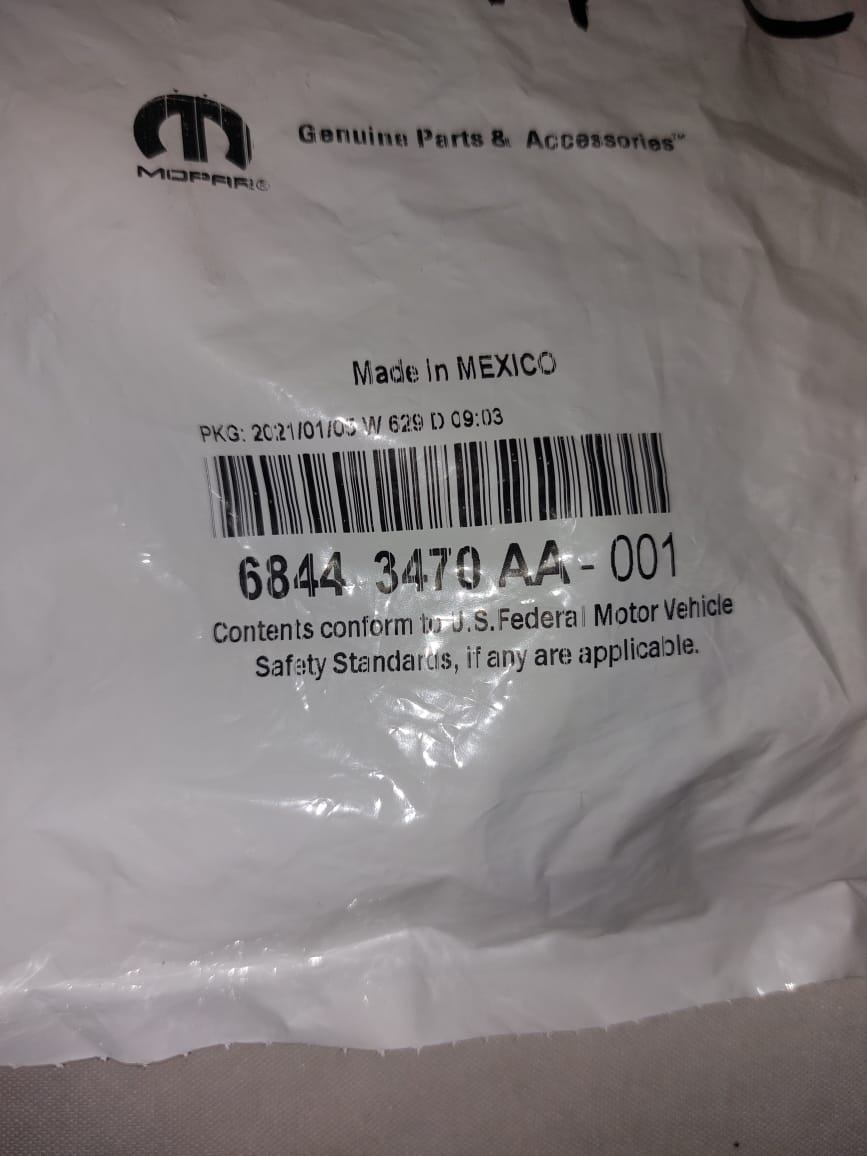 MOPAR®
Genuine Parts & Accessories™
Made in MEXICO
PKG: 2021/01/05 W 629 D 09:03
6844 3470 AA - 001
Contents conform to U.S. Federal Motor Vehicle
Safety Standards, if any are applicable.